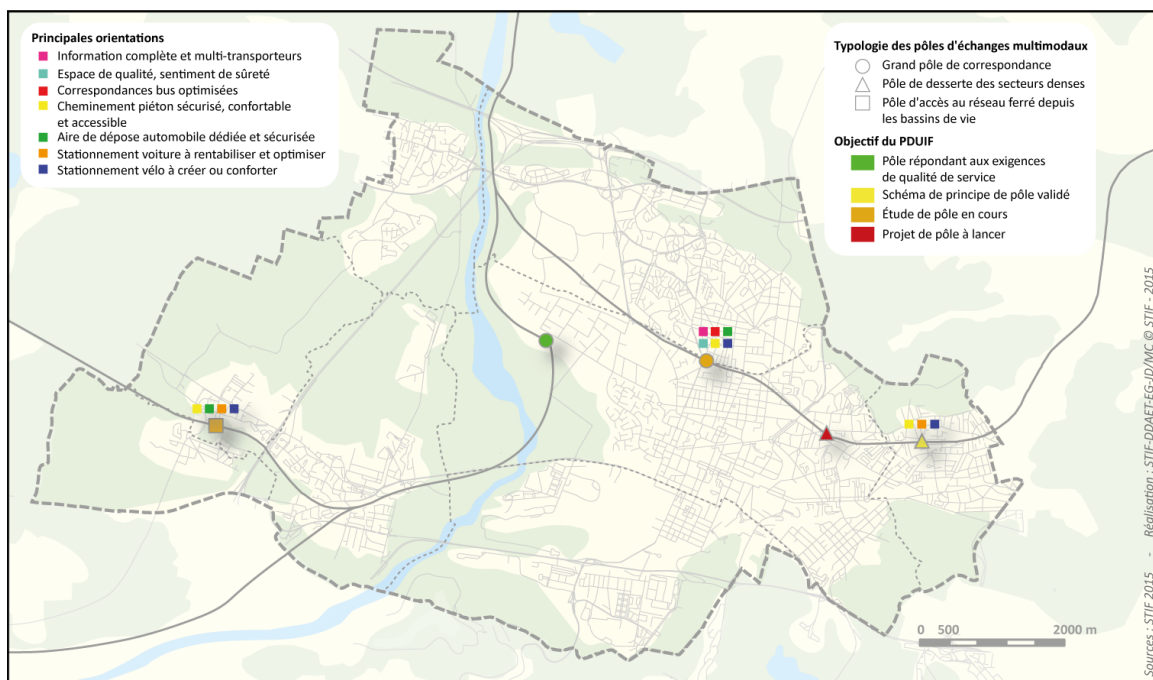 Principales orientations
Information complète et multi-transporteurs
Espace de qualité, sentiment de sûreté
Correspondances bus optimisées
Cheminement piéton sécurisé, confortable
et accessible
Aire de dépose automobile dédiée et sécurisée
Stationnement voiture à rentabiliser et optimiser
Stationnement vélo à créer ou conforter
Typologie des pôles d'échanges multimodaux
Grand pôle de correspondance
Pôle de desserte des secteurs denses
Pôle d'accès au réseau ferré depuis
les bassins de vie
Objectif du PDUIF
Pôle répondant aux exigences
de qualité de service
Schéma de principe de pôle validé
Étude de pôle en cours
Projet de pôle à lancer
0 500 2000 m
Sources : STIF 2015 - Réalisation : STIF-DDAET-EG-JD/MC © STIF - 2015